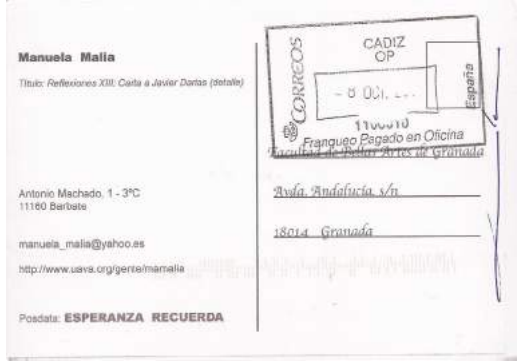 Manuela Malia
Título: Reflexiones XIII: Carta a Javier Darias (detalle)
Antonio Machado, 1 - 3ºC
11160 Barbate
manuela_malia@yahoo.es
http://www.uava.org/gente/mamalia
Posdata: ESPERANZA RECUERDA
CORREOS
CADIZ
OP
- 8 OCT.
España
Franqueo Pagado en Oficina
Facultad de Bellas Artes de Granada
Avda. Andalucía, s/n
18014 Granada